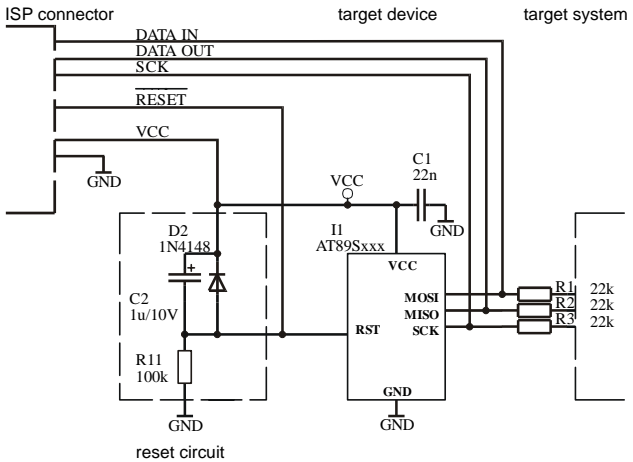 ISP connector
target device
target system
DATA IN
DATA OUT
SCK
RESET
VCC
GND
C1
22n
VCC
GND
D2
1N4148
I1
AT89Sxxx
VCC
C2
1u/10V
+
MOSI
MISO
SCK
RST
R1 22k
R2 22k
R3 22k
R11
100k
GND
GND
GND
reset circuit